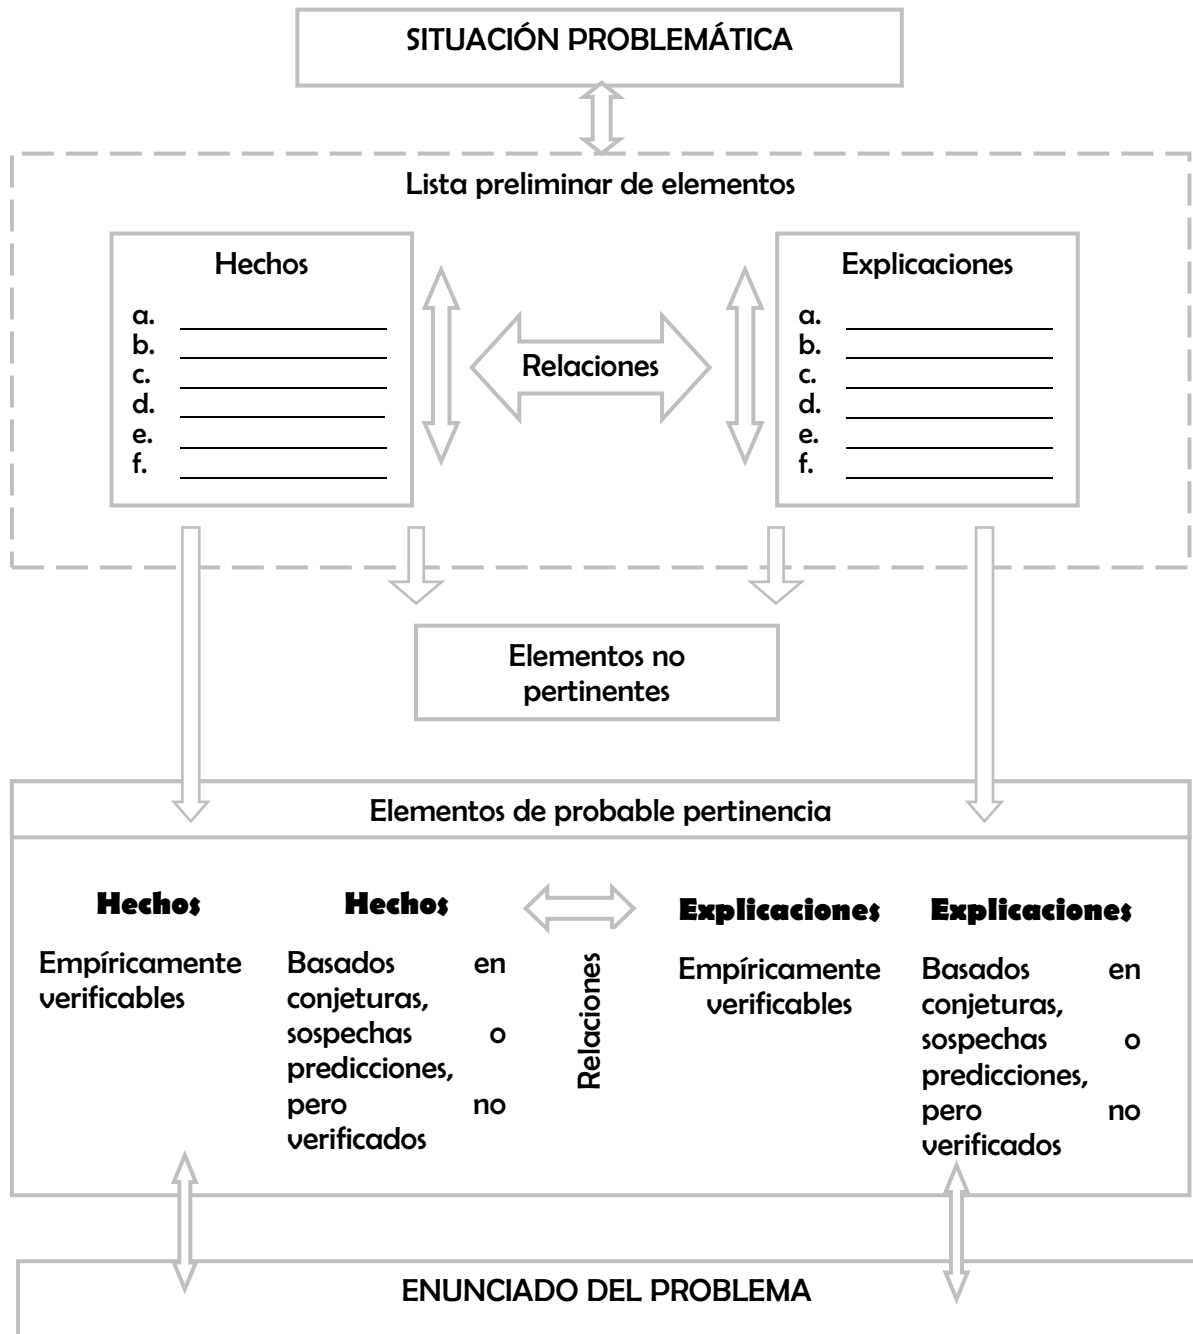 SITUACIÓN PROBLEMÁTICA
Lista preliminar de elementos
Hechos
a.
b.
c.
d.
e.
f.
Relaciones
Explicaciones
a.
b.
c.
d.
e.
f.
Elementos no
pertinentes
Elementos de probable pertinencia
Hechos
Empíricamente
verificables
Hechos
Basados en
conjeturas,
sospechas o
predicciones,
pero no
verificados
Relaciones
Explicaciones
Empíricamente
verificables
Explicaciones
Basados en
conjeturas,
sospechas o
predicciones,
pero no
verificados
ENUNCIADO DEL PROBLEMA